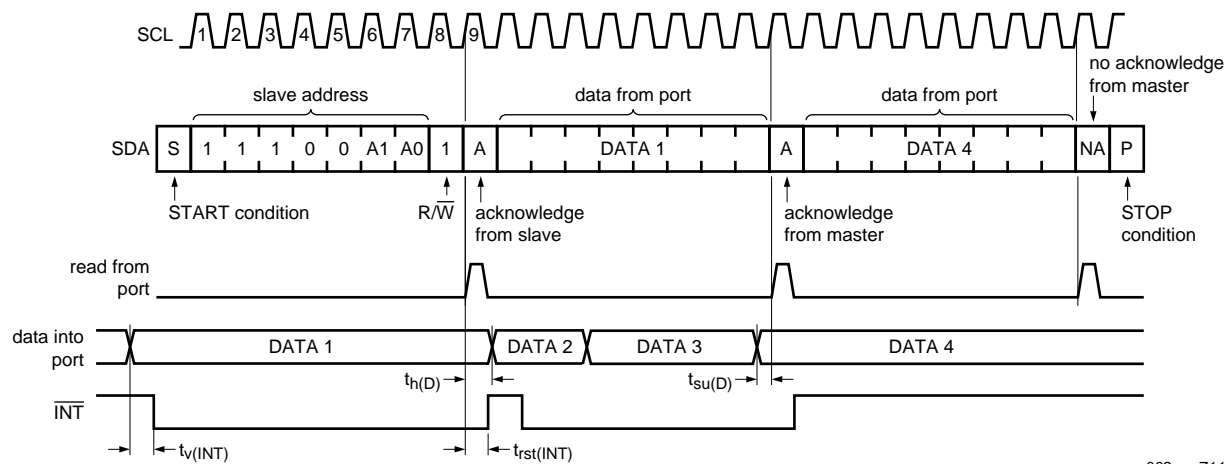 SCL 1 2 3 4 5 6 7 8 9
no acknowledge
from master
slave address
data from port
data from port
SDA S 1 1 1 0 0 A1 A0 1 A DATA 1 A DATA 4 NA P
START condition
R/W̅
acknowledge
from slave
acknowledge
from master
STOP
condition
read from
port
data into
port
DATA 1 DATA 2 DATA 3 DATA 4
th(D)
tsu(D)
I̅N̅T̅
tv(INT)
trst(INT)